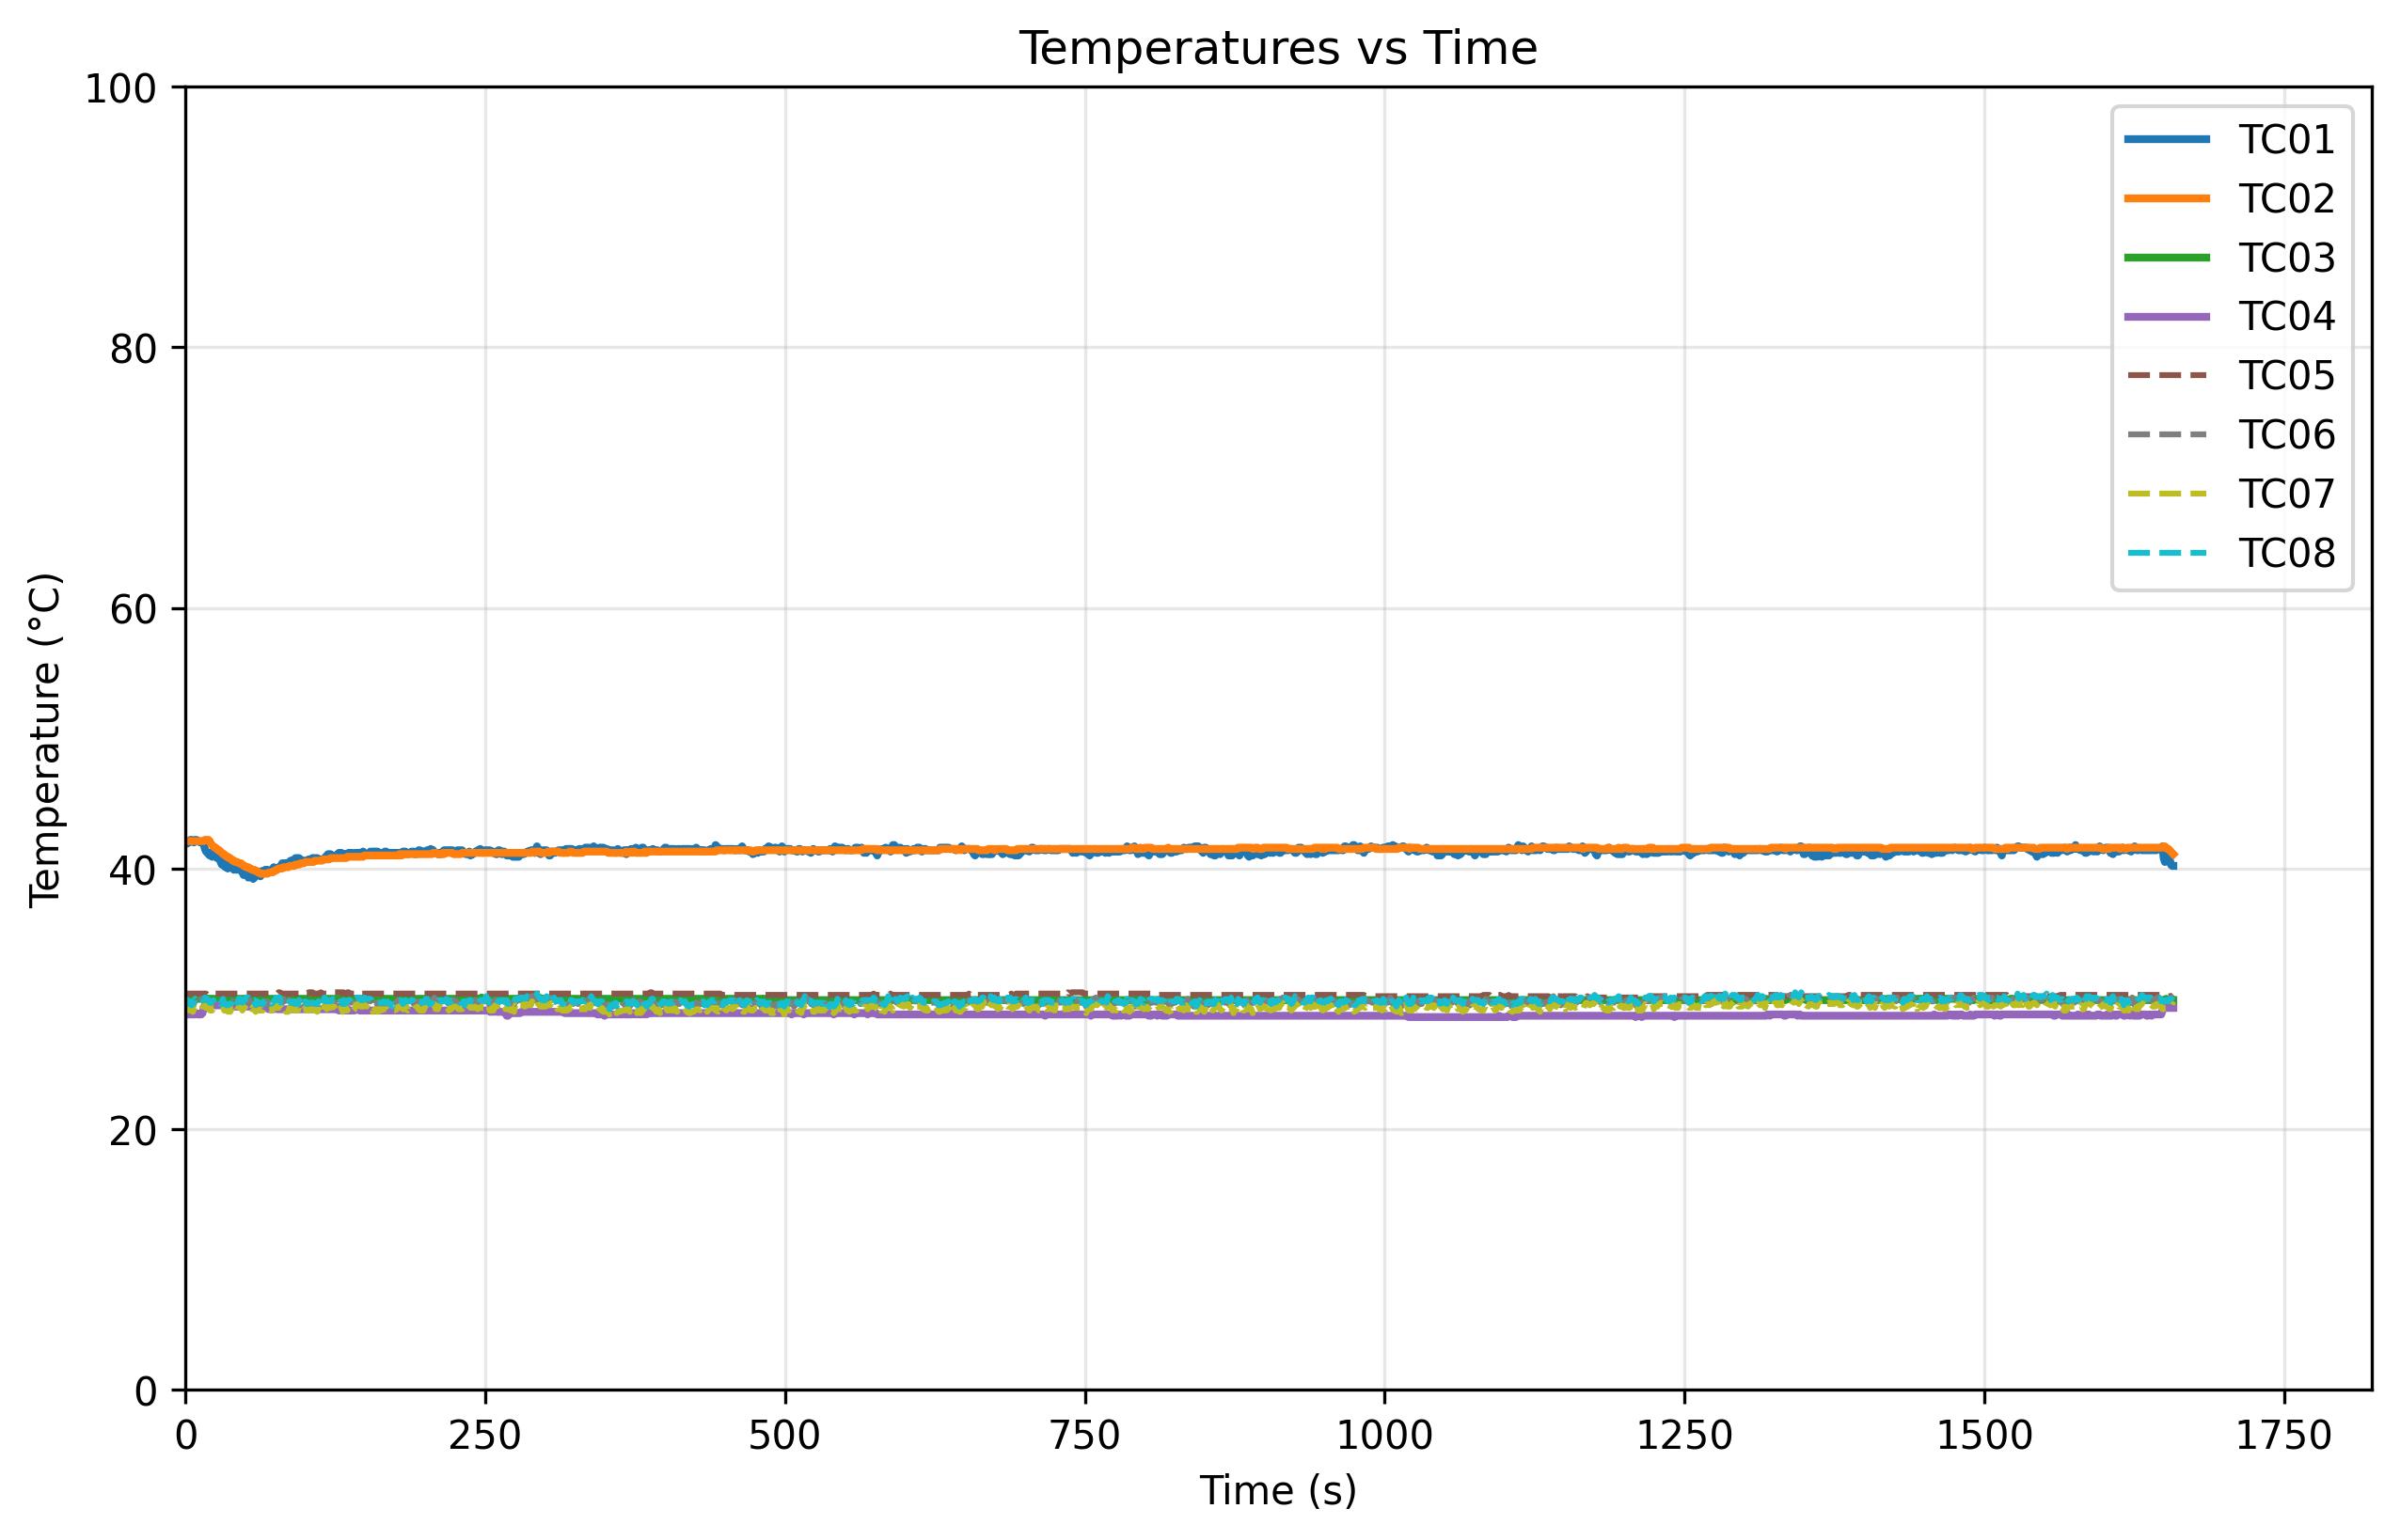 Temperatures vs Time
100
80
60
40
20
0
Temperature (°C)
0 250 500 750 1000 1250 1500 1750
Time (s)
TC01
TC02
TC03
TC04
TC05
TC06
TC07
TC08